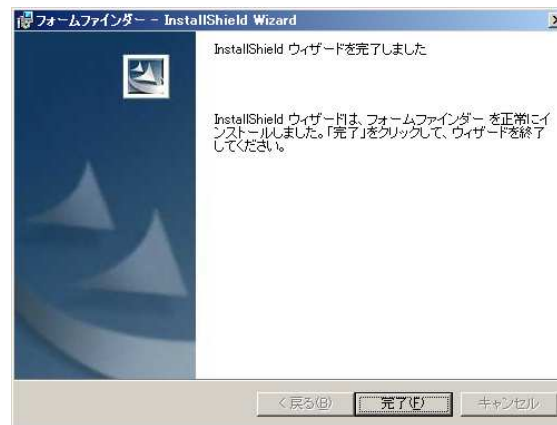 フォームファインダー - InstallShield Wizard
InstallShield ウィザードを完了しました
InstallShield ウィザードは、フォームファインダー を正常にイ
ンストールしました。「完了」をクリックして、ウィザードを終了
してください。
< 戻る(B)
完了(F)
キャンセル